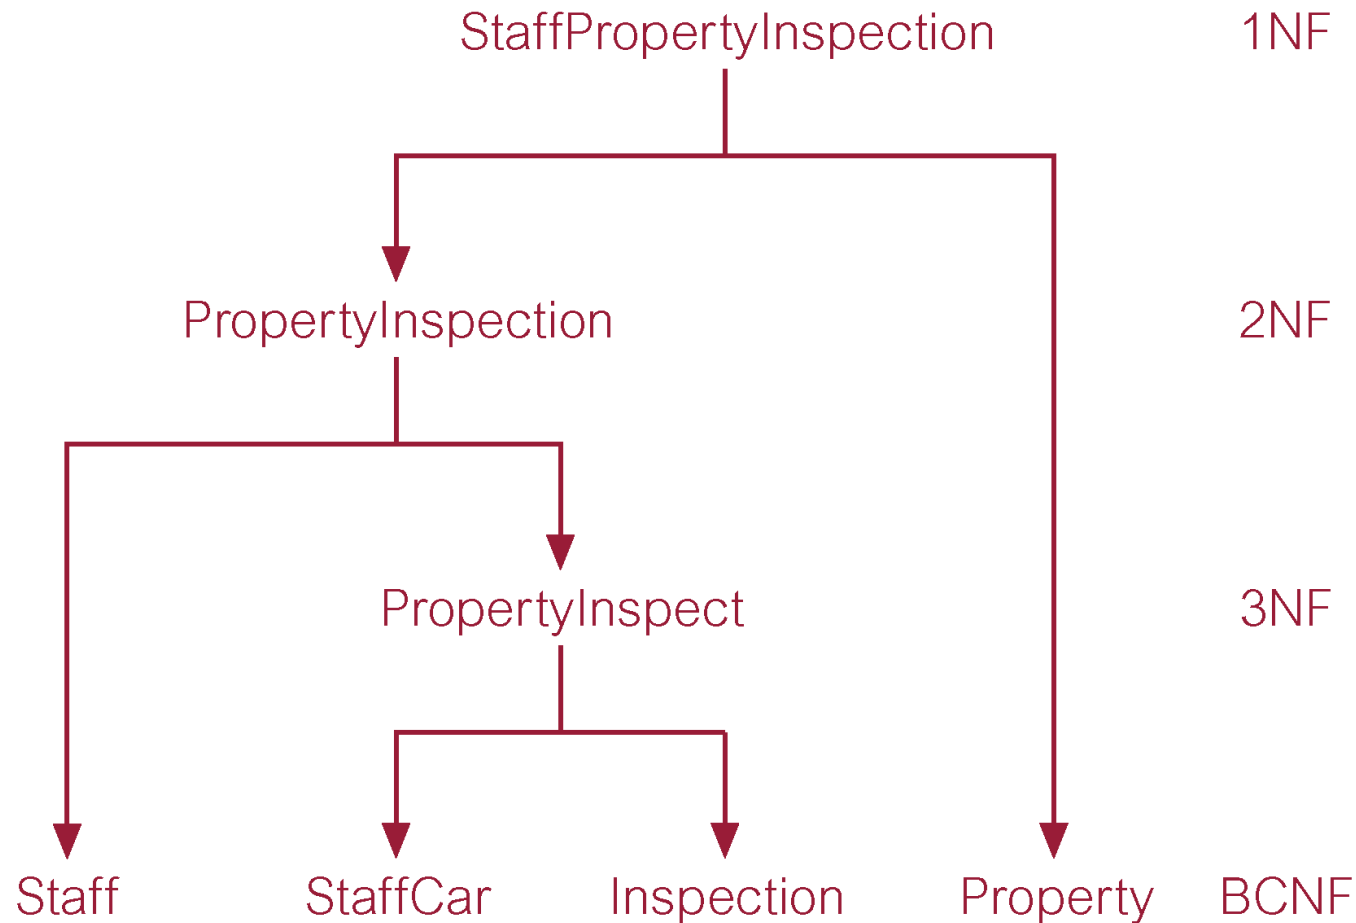 StaffPropertyInspection 1NF
PropertyInspection 2NF
PropertyInspect 3NF
Staff StaffCar Inspection Property BCNF